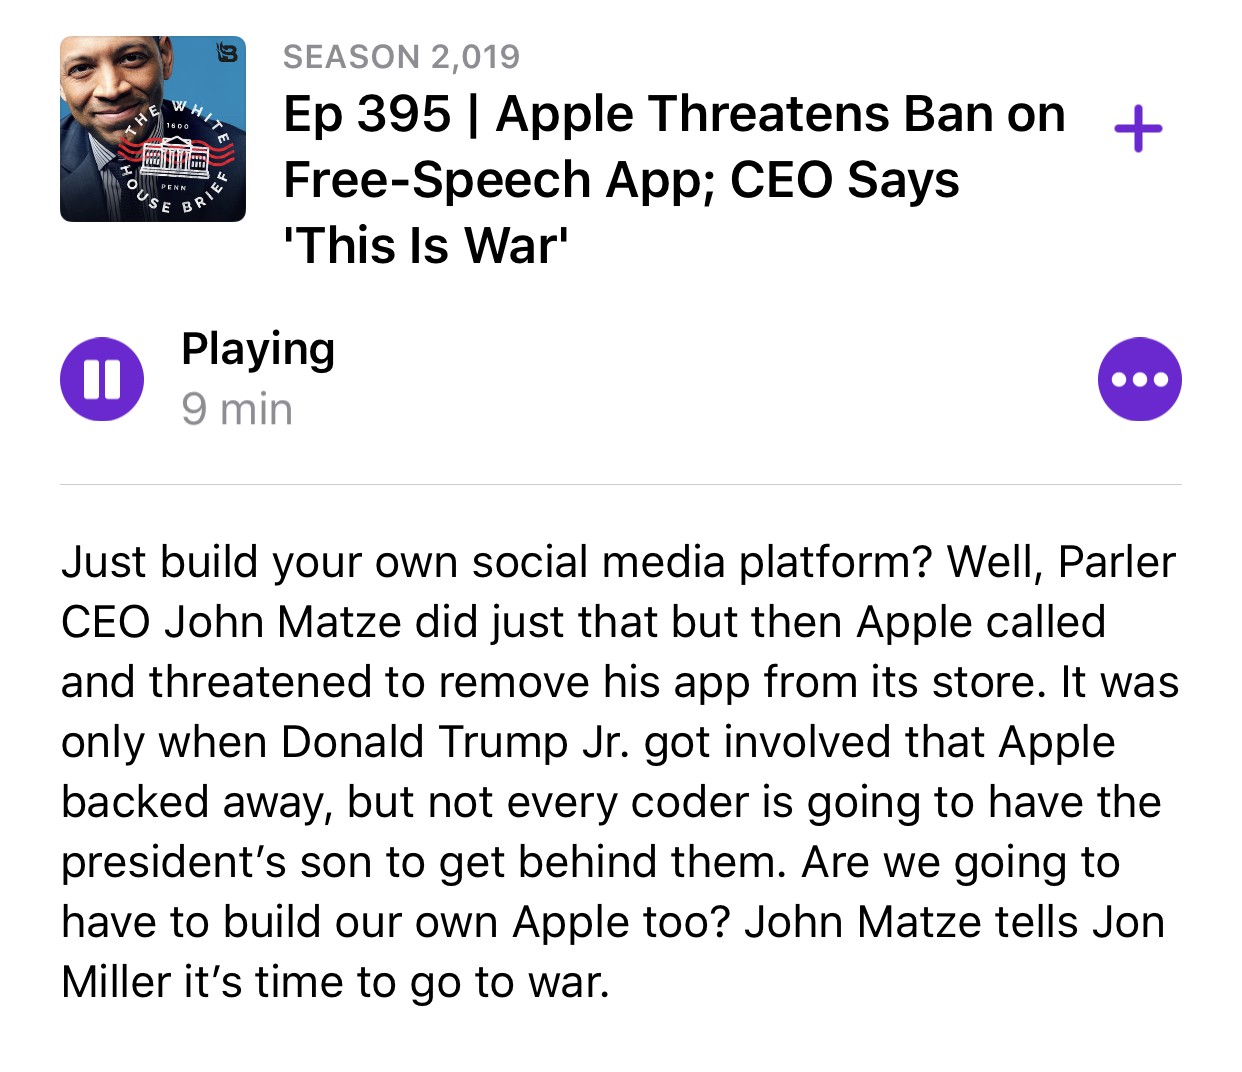 THE WHITE
1600
PENN
HOUSE BRIEF
SEASON 2,019
Ep 395 | Apple Threatens Ban on
Free-Speech App; CEO Says
'This Is War'
Playing
9 min
Just build your own social media platform? Well, Parler
CEO John Matze did just that but then Apple called
and threatened to remove his app from its store. It was
only when Donald Trump Jr. got involved that Apple
backed away, but not every coder is going to have the
president’s son to get behind them. Are we going to
have to build our own Apple too? John Matze tells Jon
Miller it’s time to go to war.